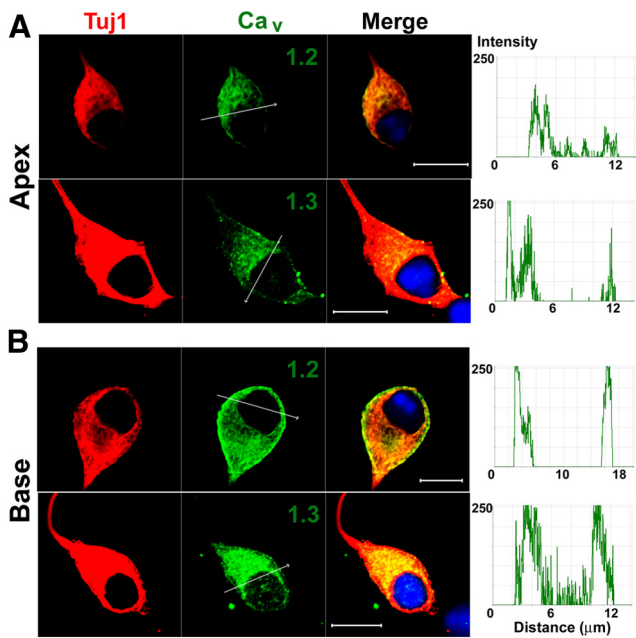 A
Tuj1 Ca v Merge
Intensity
Apex
1.2
250
0 6 12
1.3
250
0 6 12
B
Base
1.2
250
0 10 18
1.3
250
0 6 12
Distance (μm)